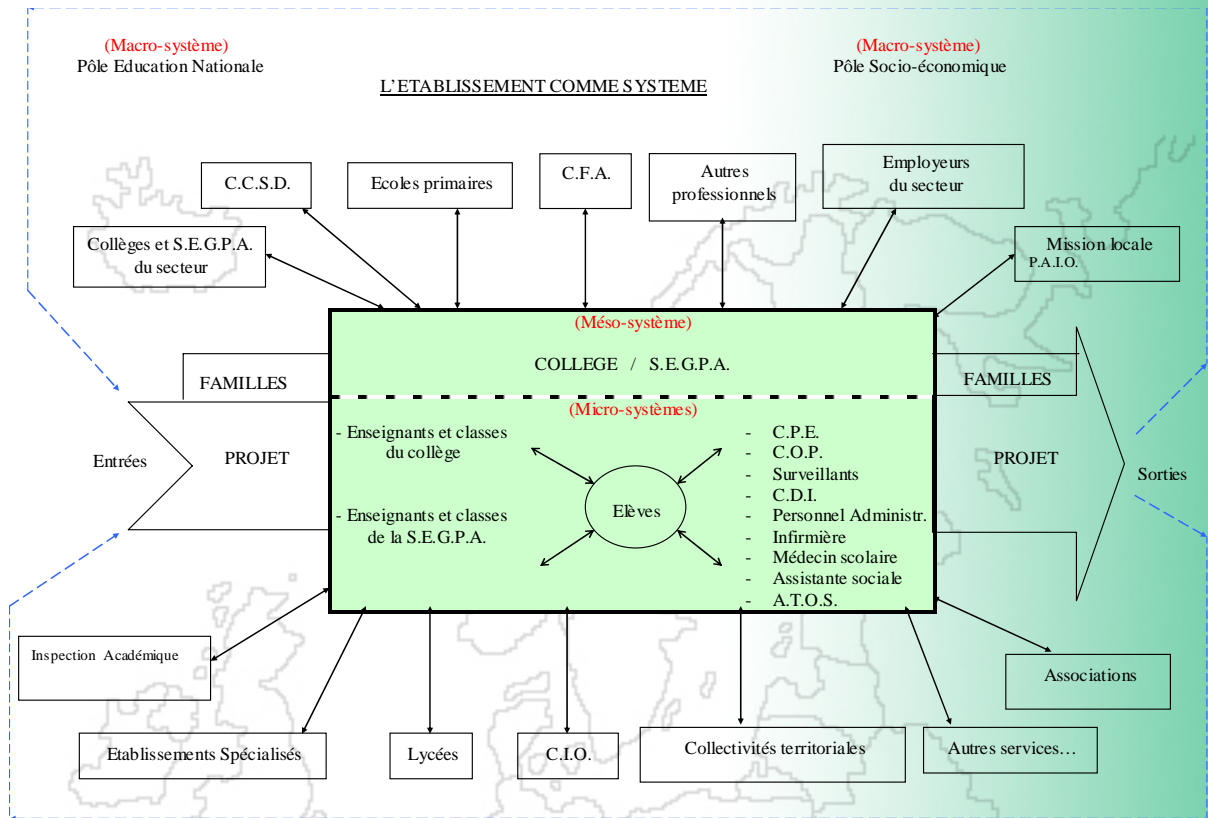 (Macro-système)
Pôle Education Nationale
(Macro-système)
Pôle Socio-économique
L'ETABLISSEMENT COMME SYSTEME
C.C.S.D.
Ecoles primaires
C.F.A.
Autres
professionnels
Employeurs
du secteur
Collèges et S.E.G.P.A.
du secteur
Mission locale
P.A.I.O.
(Méso-système)
COLLEGE / S.E.G.P.A.
FAMILLES
FAMILLES
(Micro-systèmes)
- Enseignants et classes
du collège
- Enseignants et classes
de la S.E.G.P.A.
Elèves
- C.P.E.
- C.O.P.
- Surveillants
- C.D.I.
- Personnel Administr.
- Infirmière
- Médecin scolaire
- Assistante sociale
- A.T.O.S.
Entrées
PROJET
PROJET
Sorties
Inspection Académique
Associations
Etablissements Spécialisés
Lycées
C.I.O.
Collectivités territoriales
Autres services…